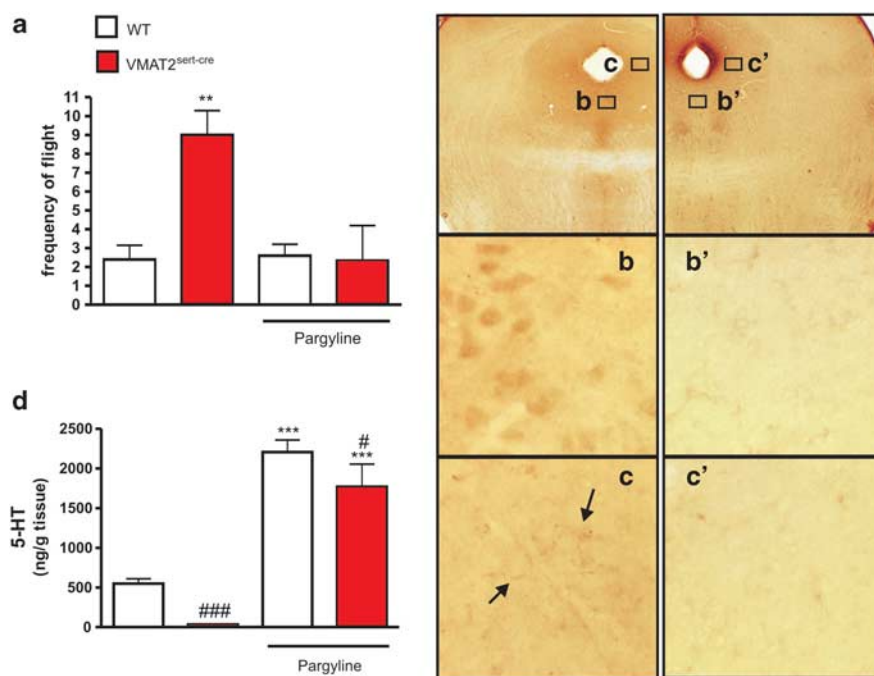 a
WT
VMAT2sert-cre
frequency of flight
11
10
9
8
7
6
5
4
3
2
1
0
**
Pargyline
d
5-HT
(ng/g tissue)
2500
2000
1500
1000
500
0
###
***
#
***
Pargyline
c
b
c’
b’
b
b’
c
c’